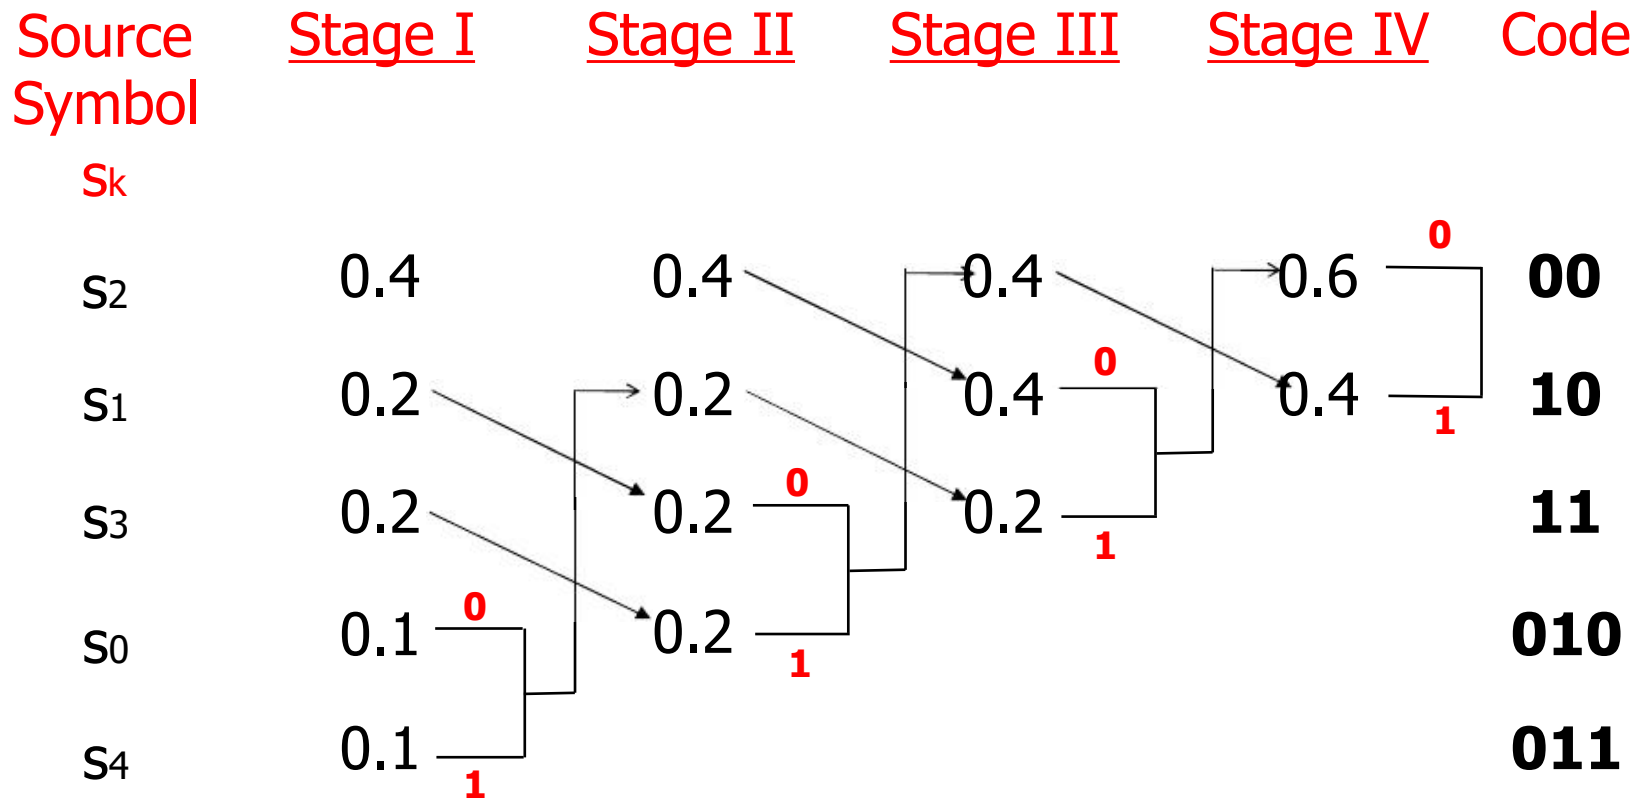 Source Stage I Stage II Stage III Stage IV Code
Symbol
sk
0
s2 0.4 0.4 0.4 0.6 00
0
s1 0.2 0.2 0.4 0.4 10
1
0
s3 0.2 0.2 0.2 11
1
0
s0 0.1 0.2 010
1
s4 0.1 011
1